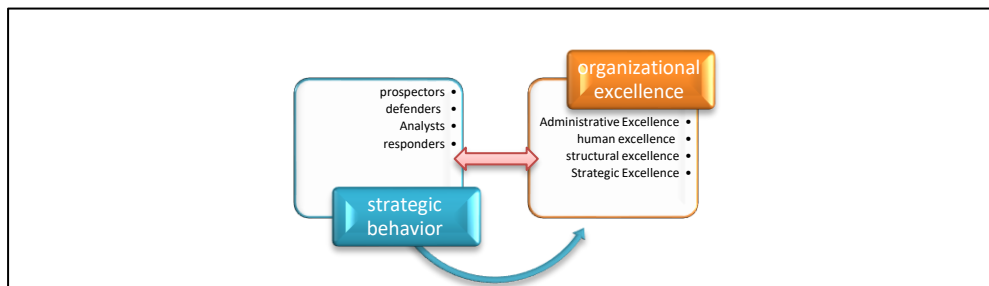 prospectors •
defenders •
Analysts •
responders •
strategic
behavior
organizational
excellence
Administrative Excellence •
human excellence •
structural excellence •
Strategic Excellence •